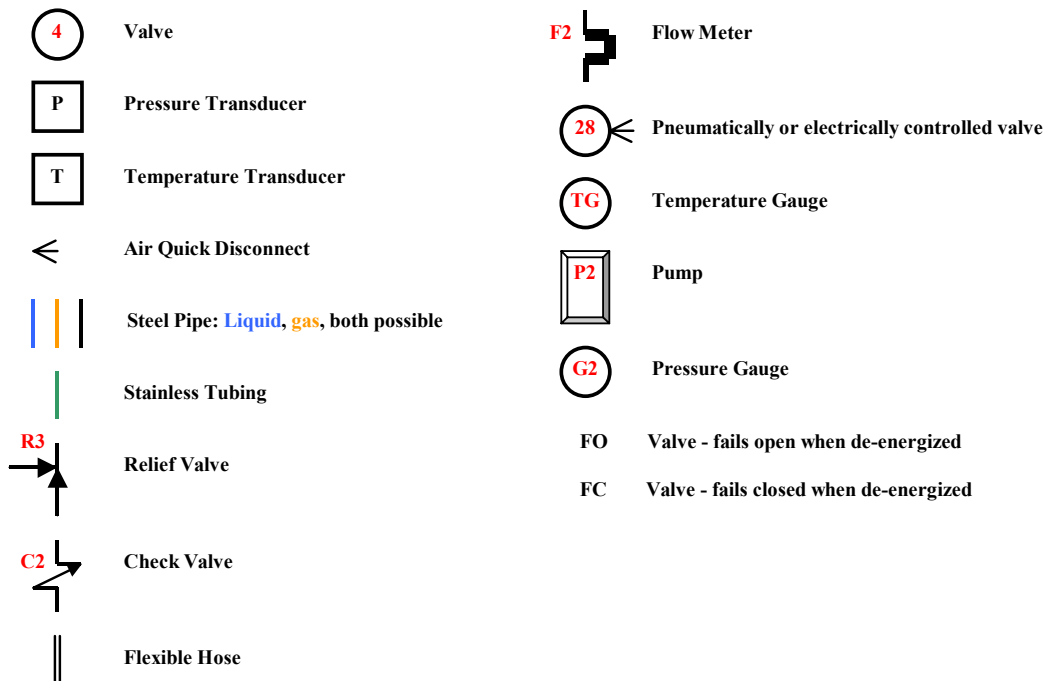 4 Valve
P Pressure Transducer
T Temperature Transducer
Air Quick Disconnect
Steel Pipe: Liquid, gas, both possible
Stainless Tubing
R3
Relief Valve
C2 Check Valve
Flexible Hose
F2 Flow Meter
28 Pneumatically or electrically controlled valve
TG Temperature Gauge
P2 Pump
G2 Pressure Gauge
FO Valve - fails open when de-energized
FC Valve - fails closed when de-energized